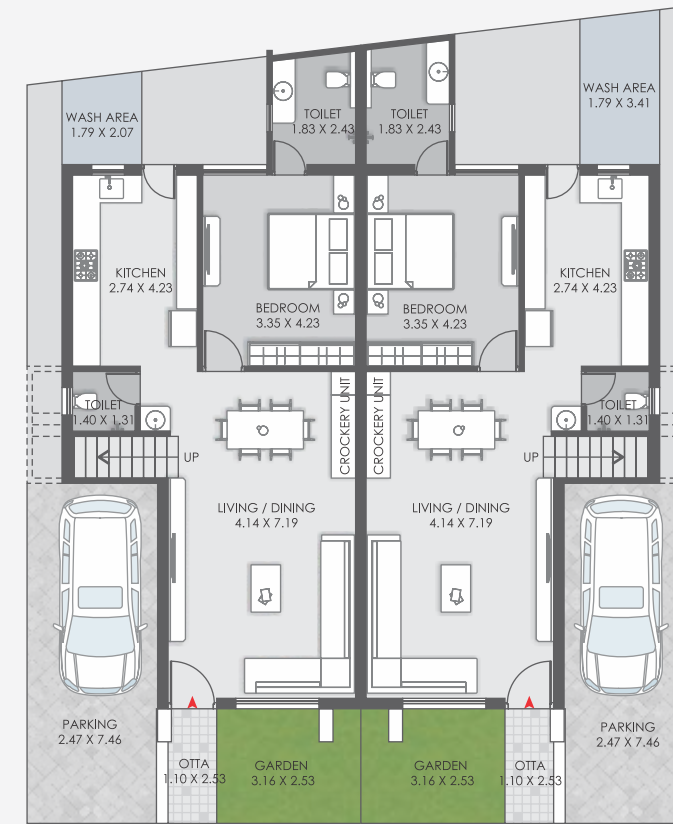 WASH AREA
1.79 X 3.41
WASH AREA
1.79 X 2.07
TOILET
1.83 X 2.43
TOILET
1.83 X 2.43
KITCHEN
2.74 X 4.23
KITCHEN
2.74 X 4.23
BEDROOM
3.35 X 4.23
BEDROOM
3.35 X 4.23
CROCKERY UNIT
CROCKERY UNIT
TOILET
1.40 X 1.31
TOILET
1.40 X 1.31
UP
UP
LIVING / DINING
4.14 X 7.19
LIVING / DINING
4.14 X 7.19
PARKING
2.47 X 7.46
PARKING
2.47 X 7.46
OTTA
1.10 X 2.53
GARDEN
3.16 X 2.53
GARDEN
3.16 X 2.53
OTTA
1.10 X 2.53